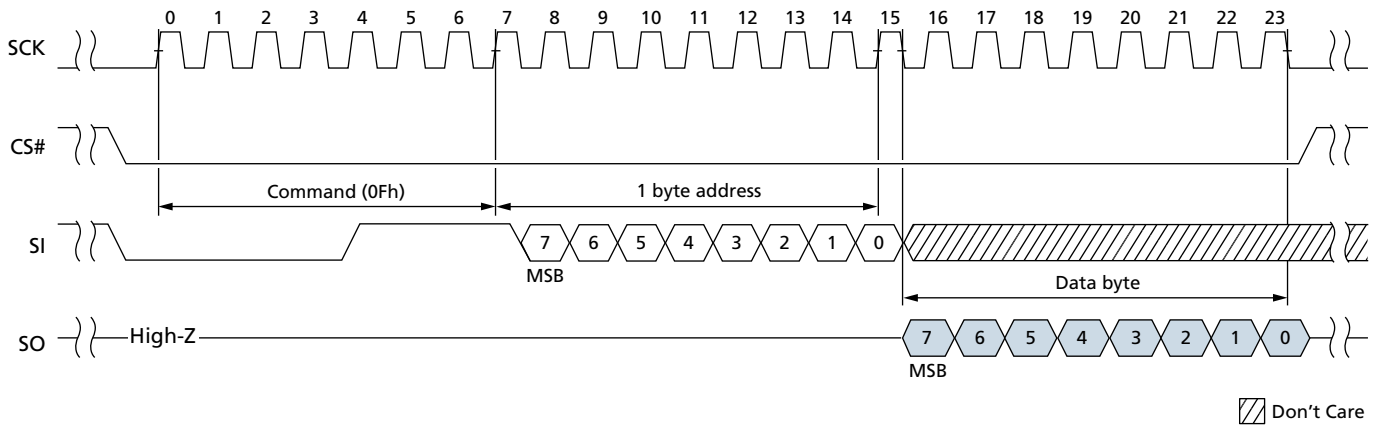 0 1 2 3 4 5 6 7 8 9 10 11 12 13 14 15 16 17 18 19 20 21 22 23
SCK
CS#
Command (0Fh) 1 byte address
SI 7 6 5 4 3 2 1 0
MSB
Data byte
SO High-Z 7 6 5 4 3 2 1 0
MSB
Don't Care